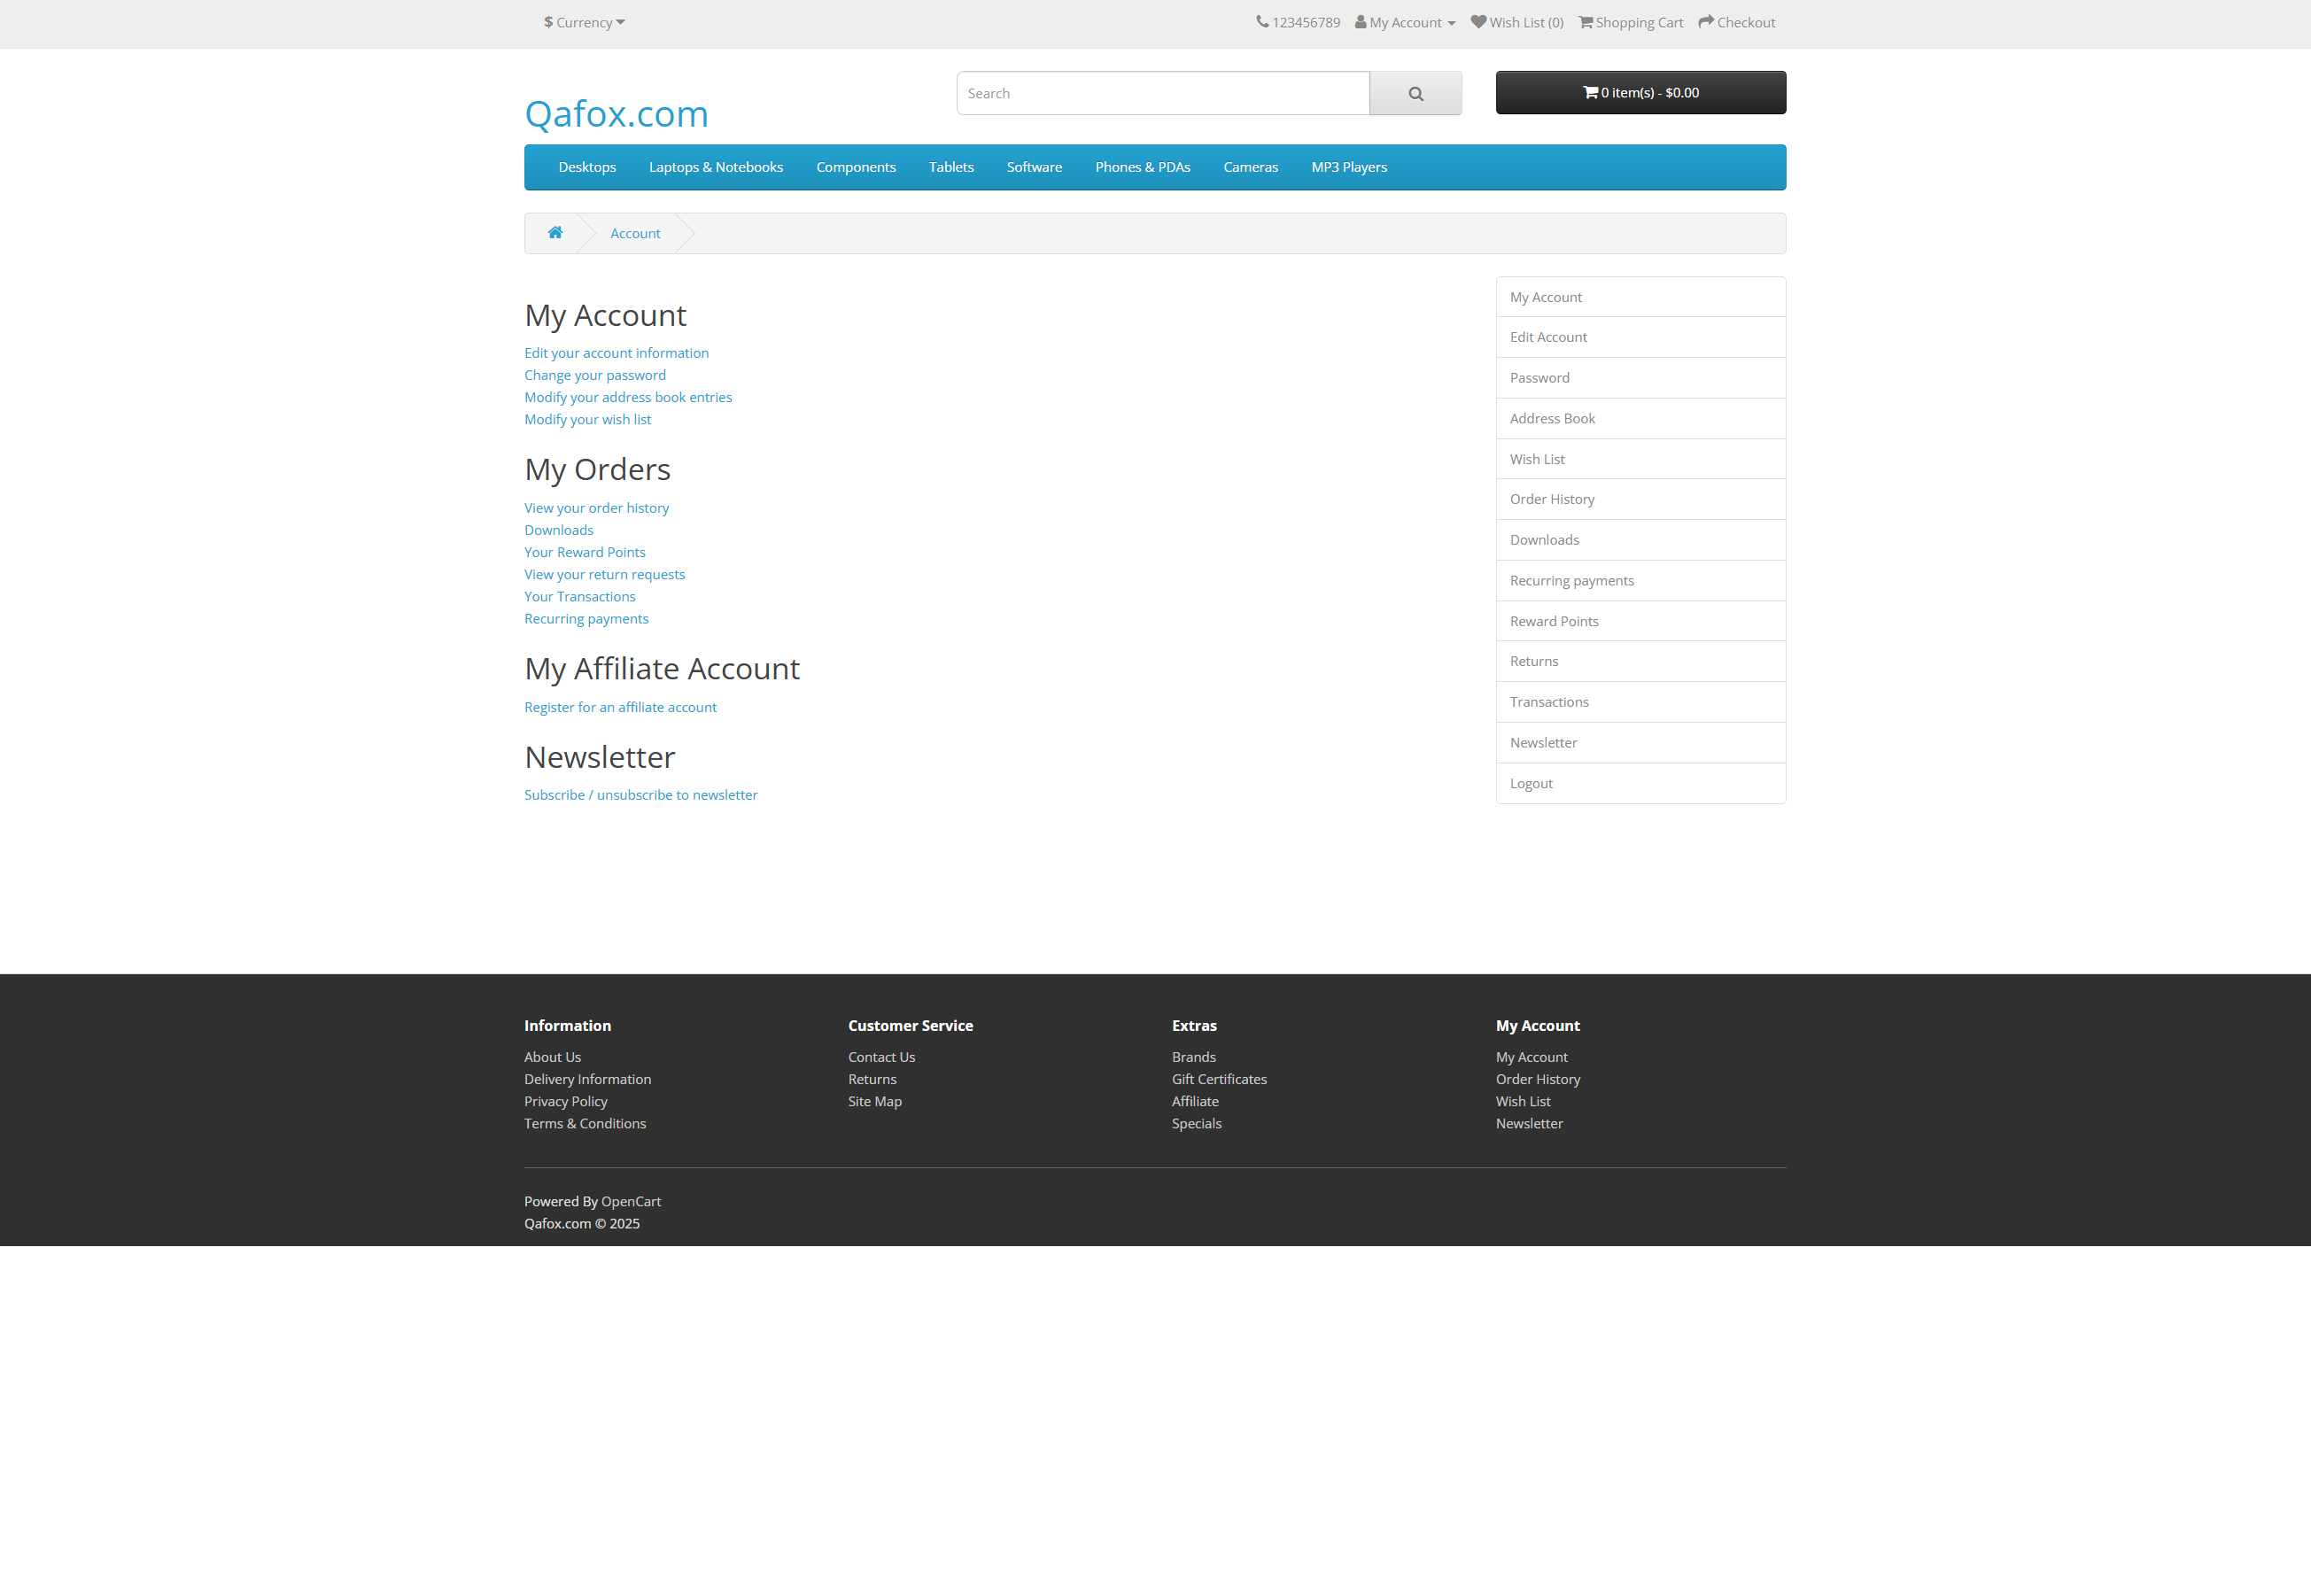 $ Currency
123456789 My Account Wish List (0) Shopping Cart Checkout
Qafox.com
Search
0 item(s) - $0.00
Desktops Laptops & Notebooks Components Tablets Software Phones & PDAs Cameras MP3 Players
Account
My Account
Edit your account information
Change your password
Modify your address book entries
Modify your wish list
My Orders
View your order history
Downloads
Your Reward Points
View your return requests
Your Transactions
Recurring payments
My Affiliate Account
Register for an affiliate account
Newsletter
Subscribe / unsubscribe to newsletter
My Account
Edit Account
Password
Address Book
Wish List
Order History
Downloads
Recurring payments
Reward Points
Returns
Transactions
Newsletter
Logout
Information
About Us
Delivery Information
Privacy Policy
Terms & Conditions
Customer Service
Contact Us
Returns
Site Map
Extras
Brands
Gift Certificates
Affiliate
Specials
My Account
My Account
Order History
Wish List
Newsletter
Powered By OpenCart
Qafox.com © 2025